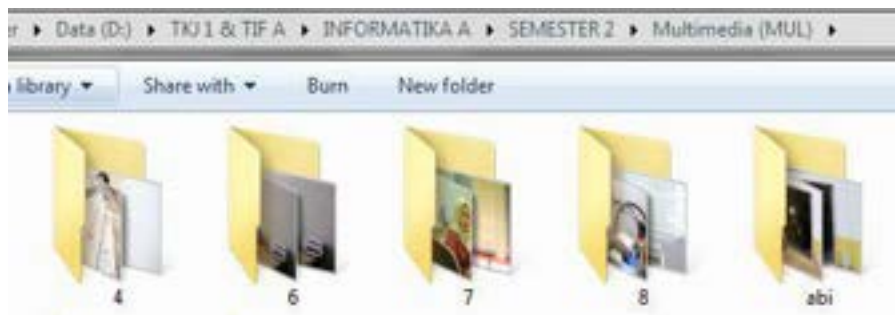 Data (D:) ▸ TKJ 1 & TIF A ▸ INFORMATIKA A ▸ SEMESTER 2 ▸ Multimedia (MUL) ▸
library Share with Burn New folder
4 6 7 8 abi